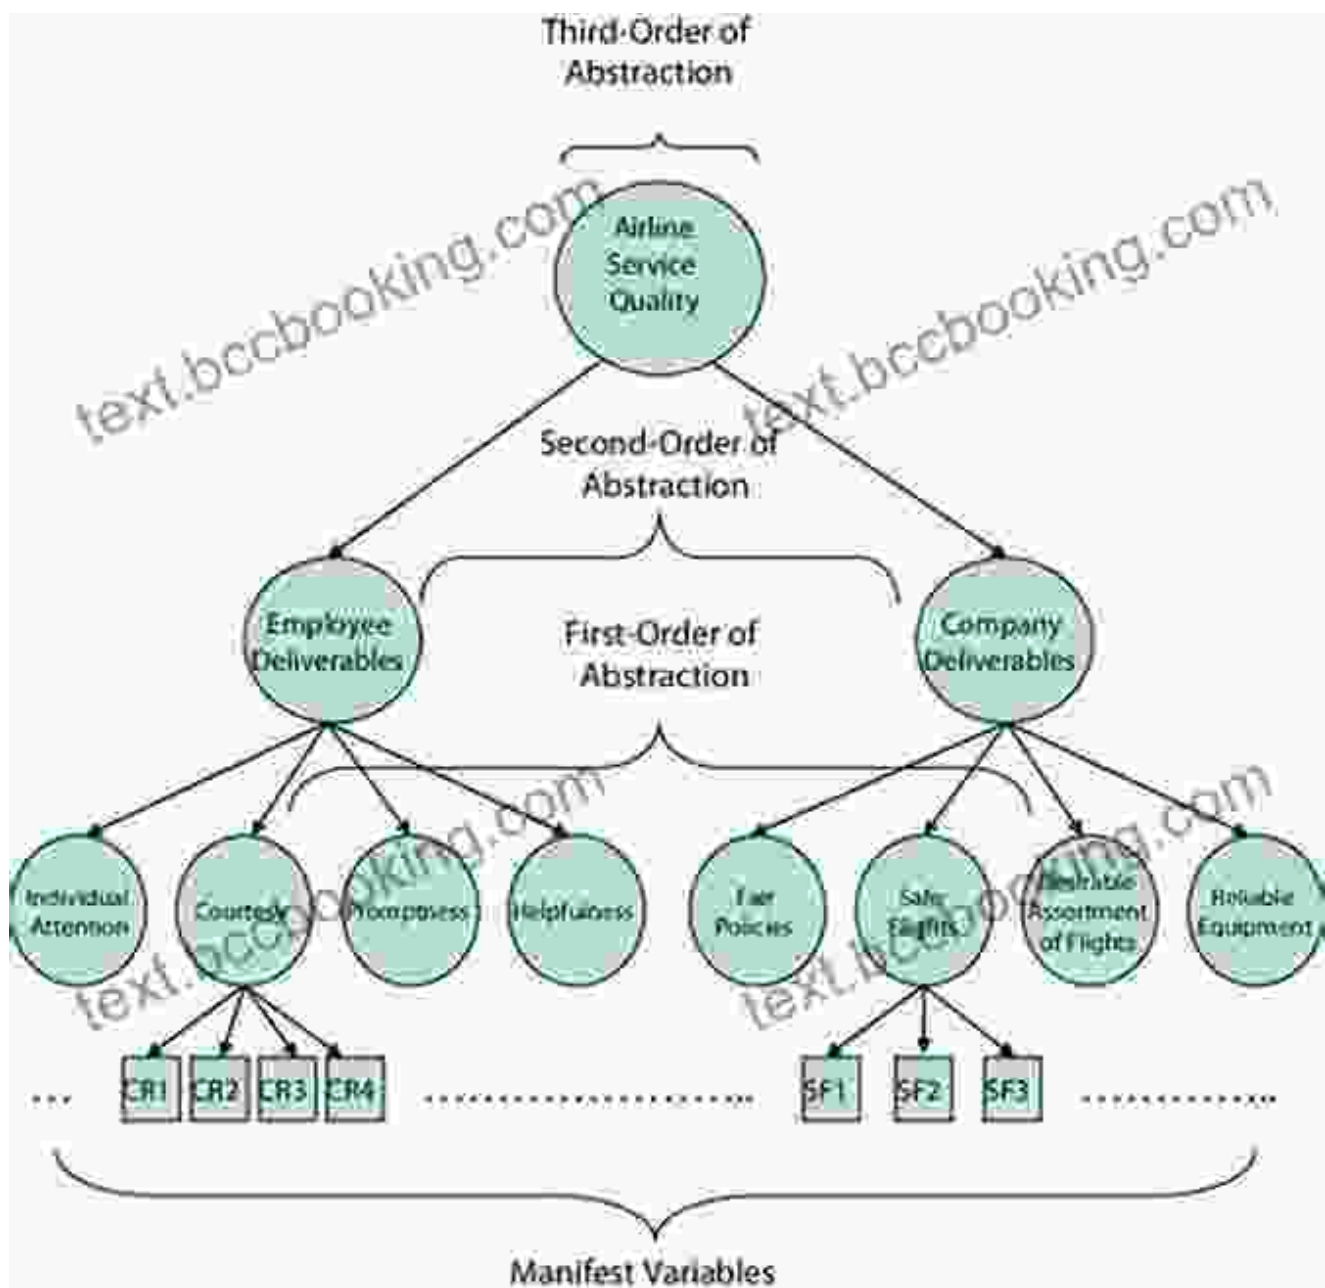 Third-Order of
Abstraction
Airline
Service
Quality
text.bccbooking.com
text.bccbooking.com
Second-Order of
Abstraction
Employee
Deliverables
First-Order of
Abstraction
Company
Deliverables
Individual
Attention
Courtesy
Promptness
Helpfulness
Fair
Policies
Safe
Flights
Desirable
Assortment
of Flights
Reliable
Equipment
text.bccbooking.com
text.bccbooking.com
CR1
CR2
CR3
CR4
SF1
SF2
SF3
Manifest Variables